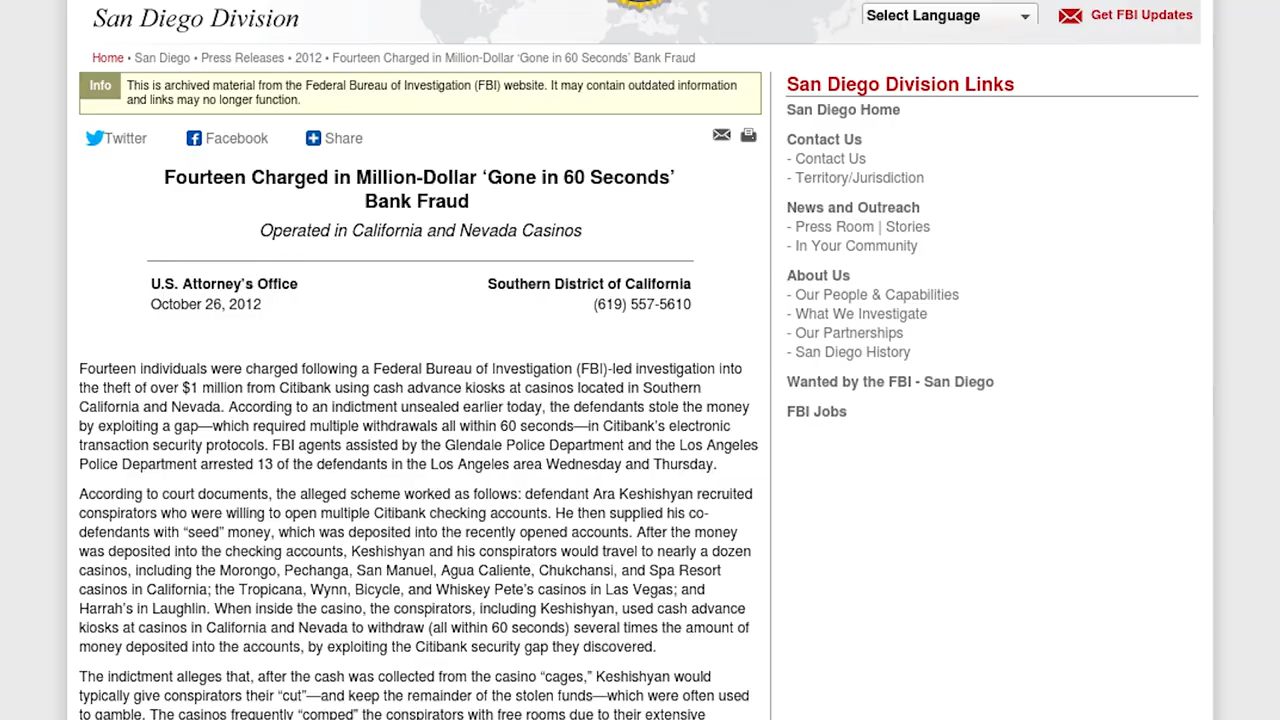 San Diego Division
Select Language
Get FBI Updates
Home • San Diego • Press Releases • 2012 • Fourteen Charged in Million-Dollar ‘Gone in 60 Seconds’ Bank Fraud
Info
This is archived material from the Federal Bureau of Investigation (FBI) website. It may contain outdated information
and links may no longer function.
Twitter
Facebook
Share
Fourteen Charged in Million-Dollar ‘Gone in 60 Seconds’
Bank Fraud
Operated in California and Nevada Casinos
U.S. Attorney’s Office
Southern District of California
October 26, 2012
(619) 557-5610
Fourteen individuals were charged following a Federal Bureau of Investigation (FBI)-led investigation into
the theft of over $1 million from Citibank using cash advance kiosks at casinos located in Southern
California and Nevada. According to an indictment unsealed earlier today, the defendants stole the money
by exploiting a gap—which required multiple withdrawals all within 60 seconds—in Citibank’s electronic
transaction security protocols. FBI agents assisted by the Glendale Police Department and the Los Angeles
Police Department arrested 13 of the defendants in the Los Angeles area Wednesday and Thursday.
According to court documents, the alleged scheme worked as follows: defendant Ara Keshishyan recruited
conspirators who were willing to open multiple Citibank checking accounts. He then supplied his co-
defendants with “seed” money, which was deposited into the recently opened accounts. After the money
was deposited into the checking accounts, Keshishyan and his conspirators would travel to nearly a dozen
casinos, including the Morongo, Pechanga, San Manuel, Agua Caliente, Chukchansi, and Spa Resort
casinos in California; the Tropicana, Wynn, Bicycle, and Whiskey Pete’s casinos in Las Vegas; and
Harrah’s in Laughlin. When inside the casino, the conspirators, including Keshishyan, used cash advance
kiosks at casinos in California and Nevada to withdraw (all within 60 seconds) several times the amount of
money deposited into the accounts, by exploiting the Citibank security gap they discovered.
The indictment alleges that, after the cash was collected from the casino “cages,” Keshishyan would
typically give conspirators their “cut”—and keep the remainder of the stolen funds—which were often used
to gamble. The casinos frequently “comped” the conspirators with free rooms due to their extensive
San Diego Division Links
San Diego Home
Contact Us
- Contact Us
- Territory/Jurisdiction
News and Outreach
- Press Room | Stories
- In Your Community
About Us
- Our People & Capabilities
- What We Investigate
- Our Partnerships
- San Diego History
Wanted by the FBI - San Diego
FBI Jobs